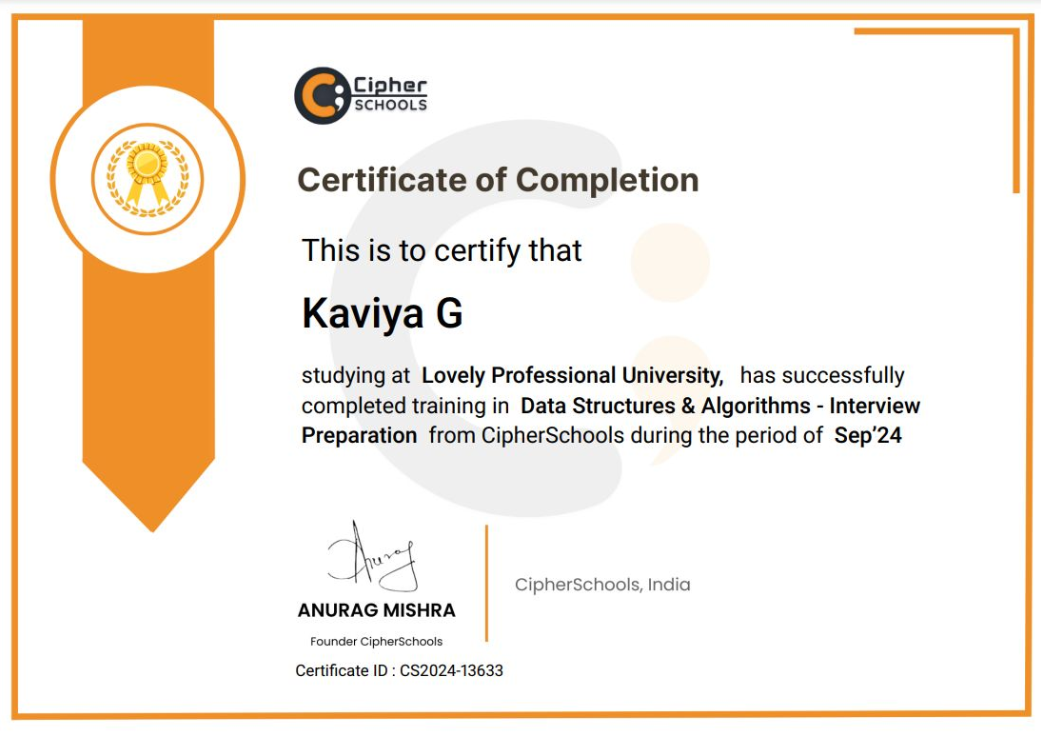 Cipher
SCHOOLS
Certificate of Completion
This is to certify that
Kaviya G
studying at Lovely Professional University, has successfully
completed training in Data Structures & Algorithms - Interview
Preparation from CipherSchools during the period of Sep’24
Anurag
ANURAG MISHRA
Founder CipherSchools
CipherSchools, India
Certificate ID : CS2024-13633